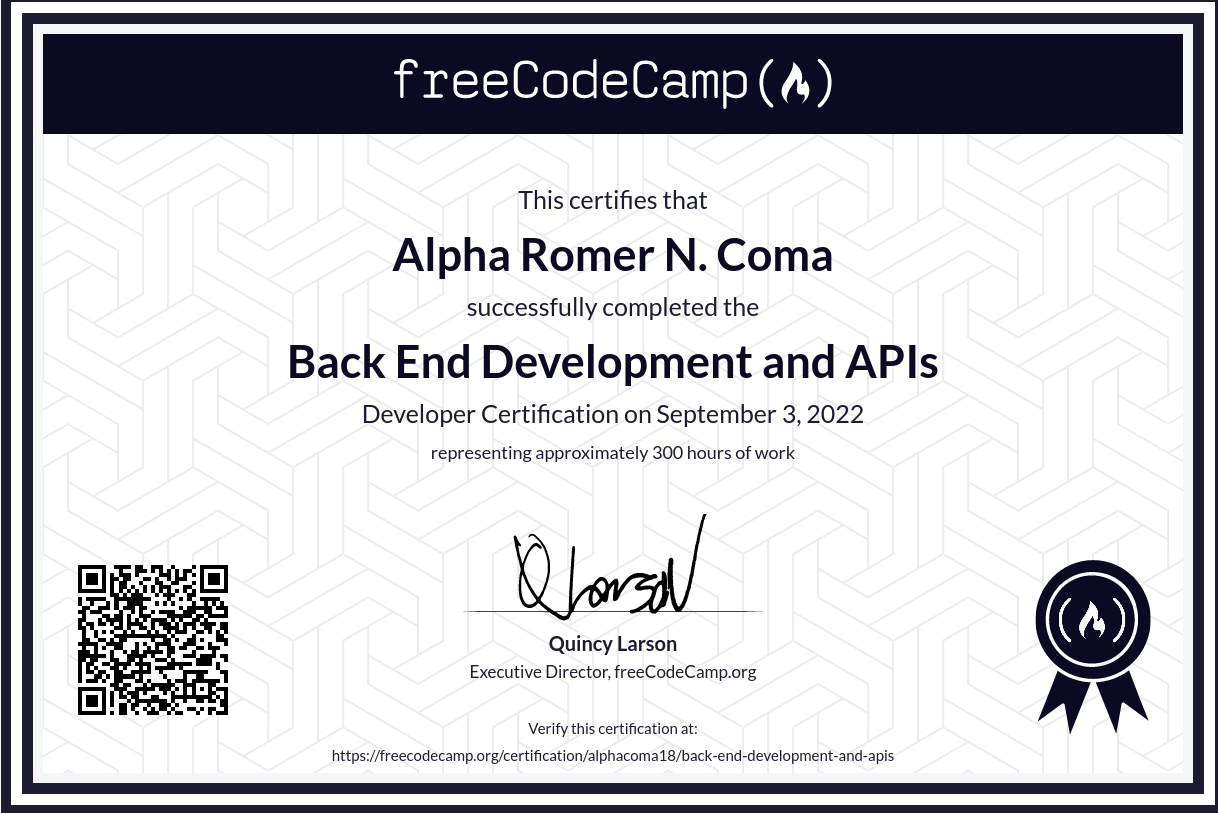 freeCodeCamp
This certifies that
Alpha Romer N. Coma
successfully completed the
Back End Development and APIs
Developer Certification on September 3, 2022
representing approximately 300 hours of work
Q Larson
Quincy Larson
Executive Director, freeCodeCamp.org
Verify this certification at:
https://freecodecamp.org/certification/alphacoma18/back-end-development-and-apis